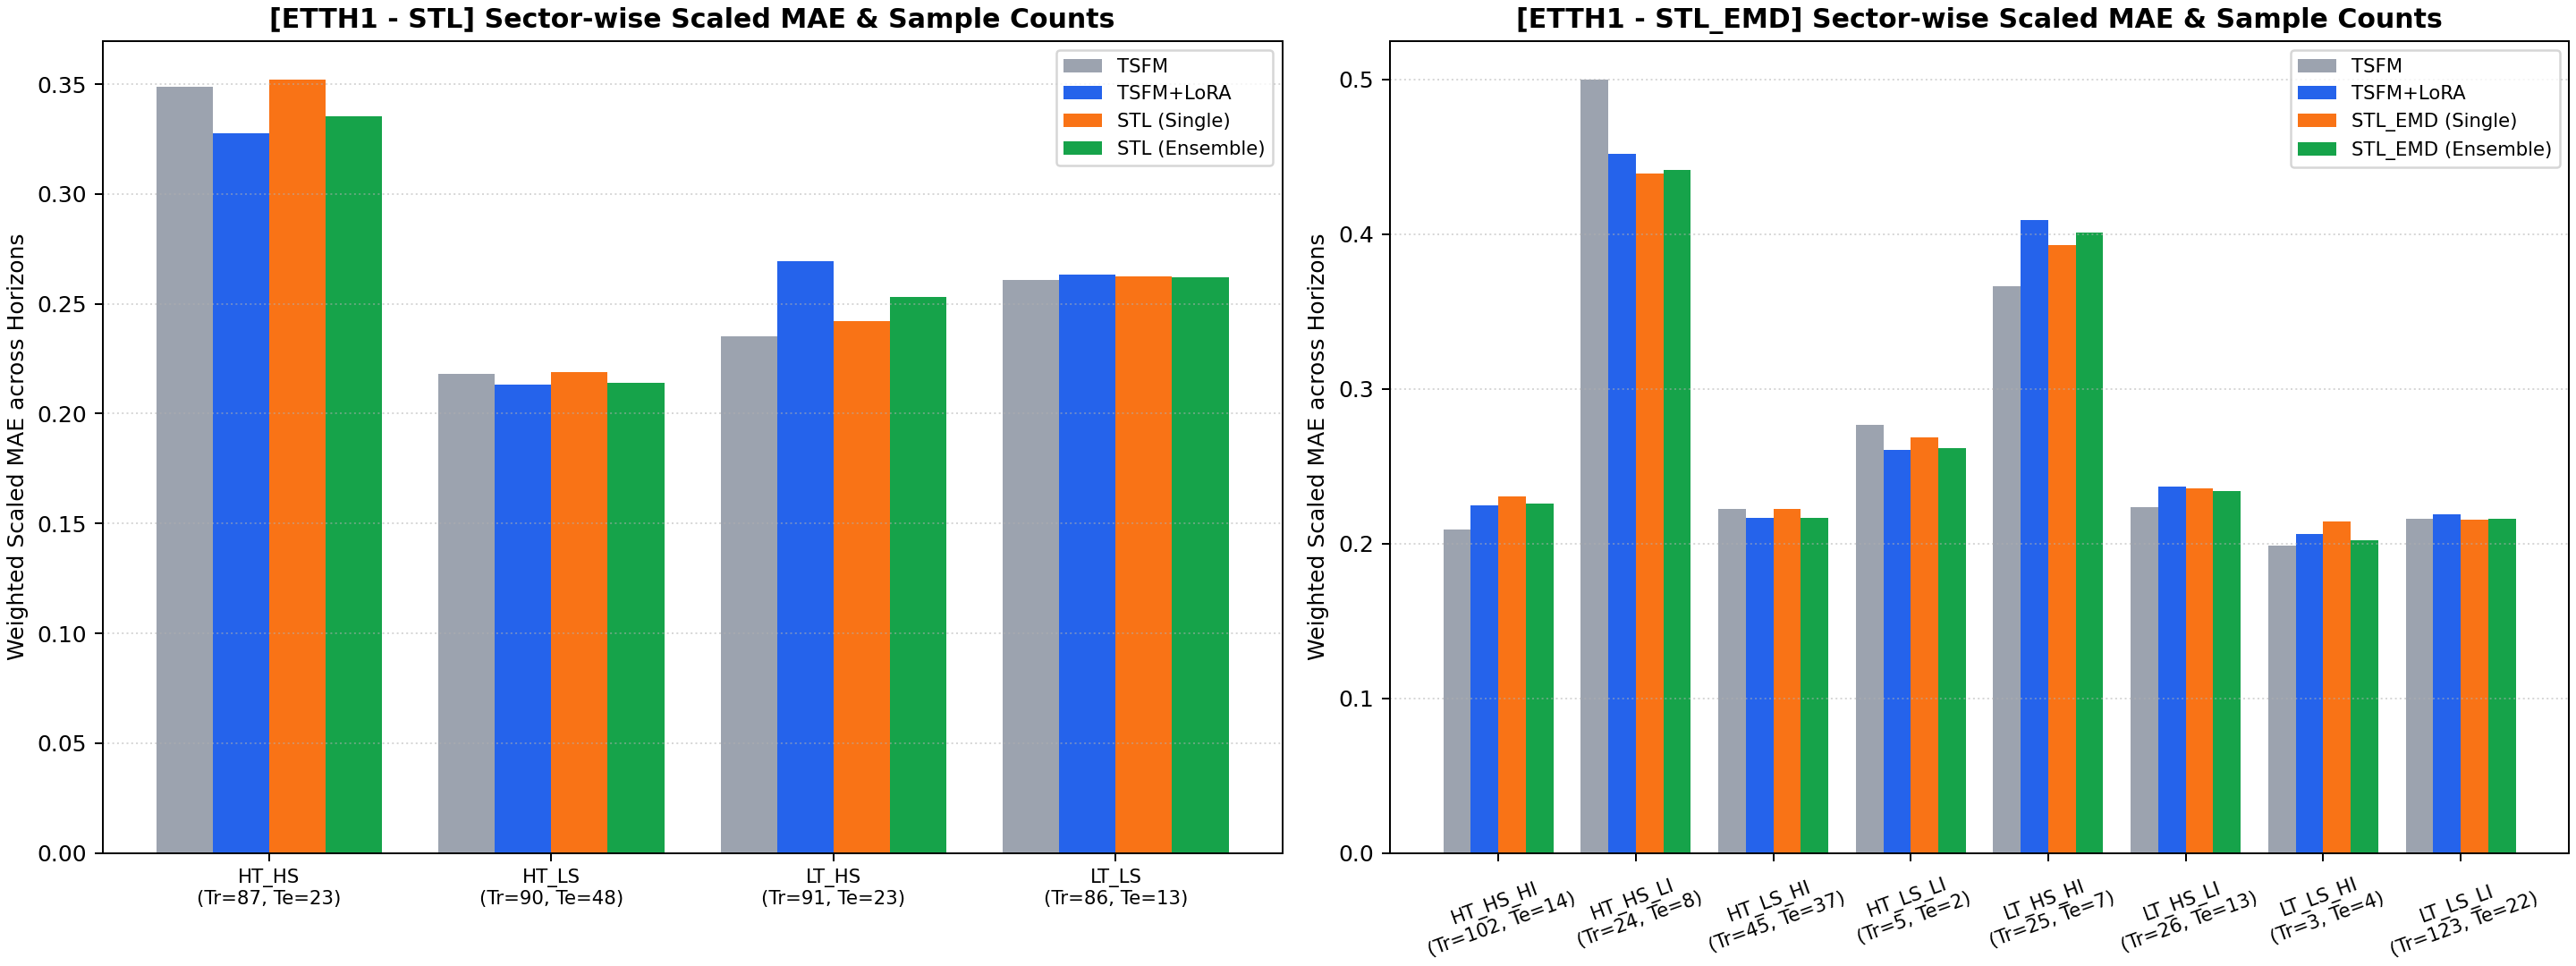 [ETTH1 - STL] Sector-wise Scaled MAE & Sample Counts
Weighted Scaled MAE across Horizons
0.35
0.30
0.25
0.20
0.15
0.10
0.05
0.00
TSFM
TSFM+LoRA
STL (Single)
STL (Ensemble)
HT_HS
(Tr=87, Te=23)
HT_LS
(Tr=90, Te=48)
LT_HS
(Tr=91, Te=23)
LT_LS
(Tr=86, Te=13)
[ETTH1 - STL_EMD] Sector-wise Scaled MAE & Sample Counts
Weighted Scaled MAE across Horizons
0.5
0.4
0.3
0.2
0.1
0.0
TSFM
TSFM+LoRA
STL_EMD (Single)
STL_EMD (Ensemble)
HT_HS_HI
(Tr=102, Te=14)
HT_HS_LI
(Tr=24, Te=8)
HT_LS_HI
(Tr=45, Te=37)
HT_LS_LI
(Tr=5, Te=2)
LT_HS_HI
(Tr=25, Te=7)
LT_HS_LI
(Tr=26, Te=13)
LT_LS_HI
(Tr=3, Te=4)
LT_LS_LI
(Tr=123, Te=22)